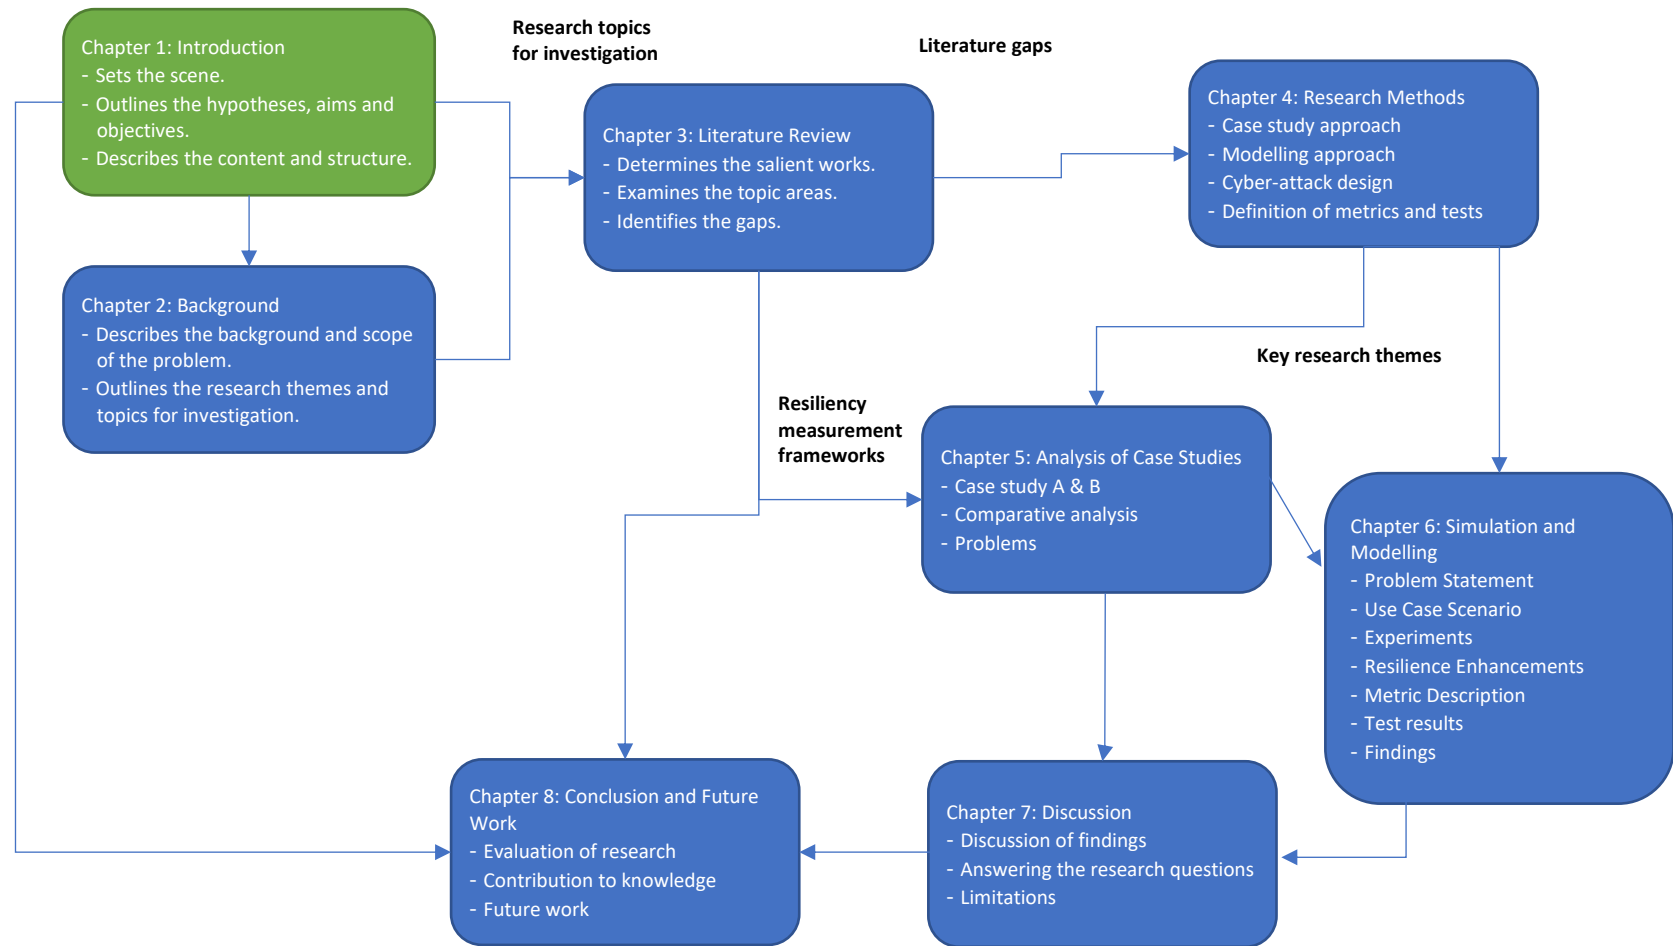 Chapter 1: Introduction
- Sets the scene.
- Outlines the hypotheses, aims and
objectives.
- Describes the content and structure.
Research topics
for investigation
Literature gaps
Chapter 3: Literature Review
- Determines the salient works.
- Examines the topic areas.
- Identifies the gaps.
Chapter 4: Research Methods
- Case study approach
- Modelling approach
- Cyber-attack design
- Definition of metrics and tests
Chapter 2: Background
- Describes the background and scope
of the problem.
- Outlines the research themes and
topics for investigation.
Key research themes
Resiliency
measurement
frameworks
Chapter 5: Analysis of Case Studies
- Case study A & B
- Comparative analysis
- Problems
Chapter 6: Simulation and
Modelling
- Problem Statement
- Use Case Scenario
- Experiments
- Resilience Enhancements
- Metric Description
- Test results
- Findings
Chapter 8: Conclusion and Future
Work
- Evaluation of research
- Contribution to knowledge
- Future work
Chapter 7: Discussion
- Discussion of findings
- Answering the research questions
- Limitations